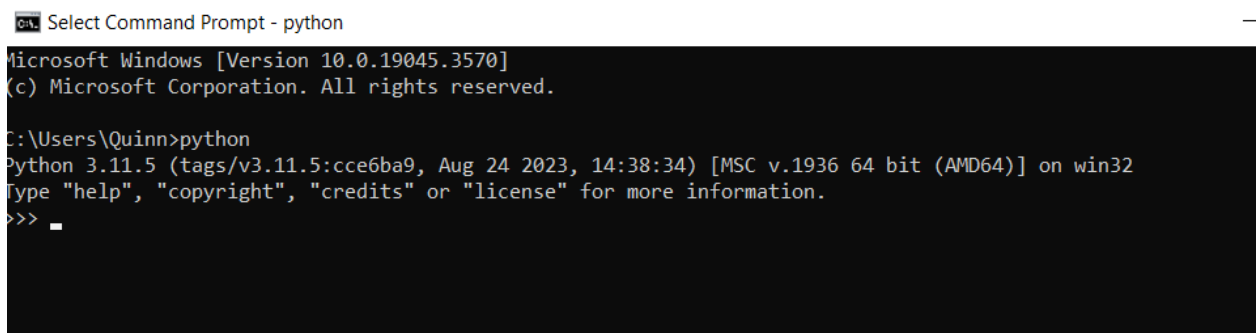 Select Command Prompt - python
Microsoft Windows [Version 10.0.19045.3570]
(c) Microsoft Corporation. All rights reserved.
C:\Users\Quinn>python
Python 3.11.5 (tags/v3.11.5:cce6ba9, Aug 24 2023, 14:38:34) [MSC v.1936 64 bit (AMD64)] on win32
Type "help", "copyright", "credits" or "license" for more information.
>>>